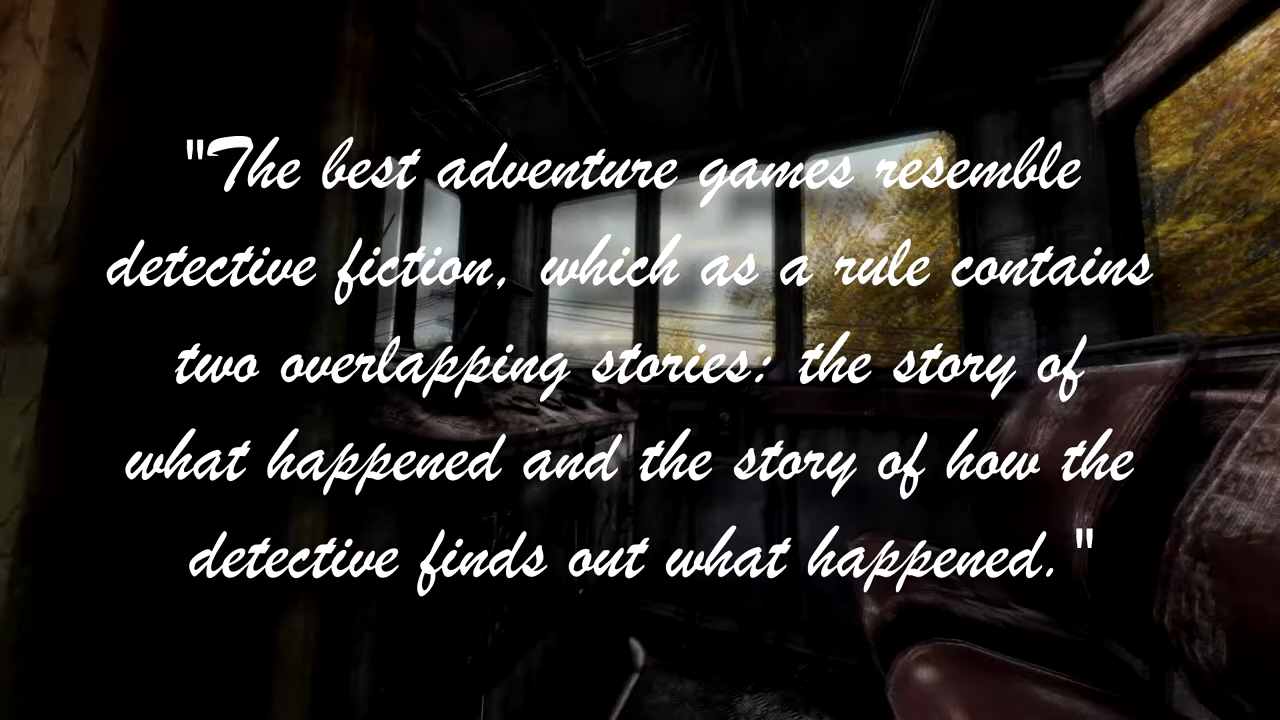 "The best adventure games resemble
detective fiction, which as a rule contains
two overlapping stories: the story of
what happened and the story of how the
detective finds out what happened."